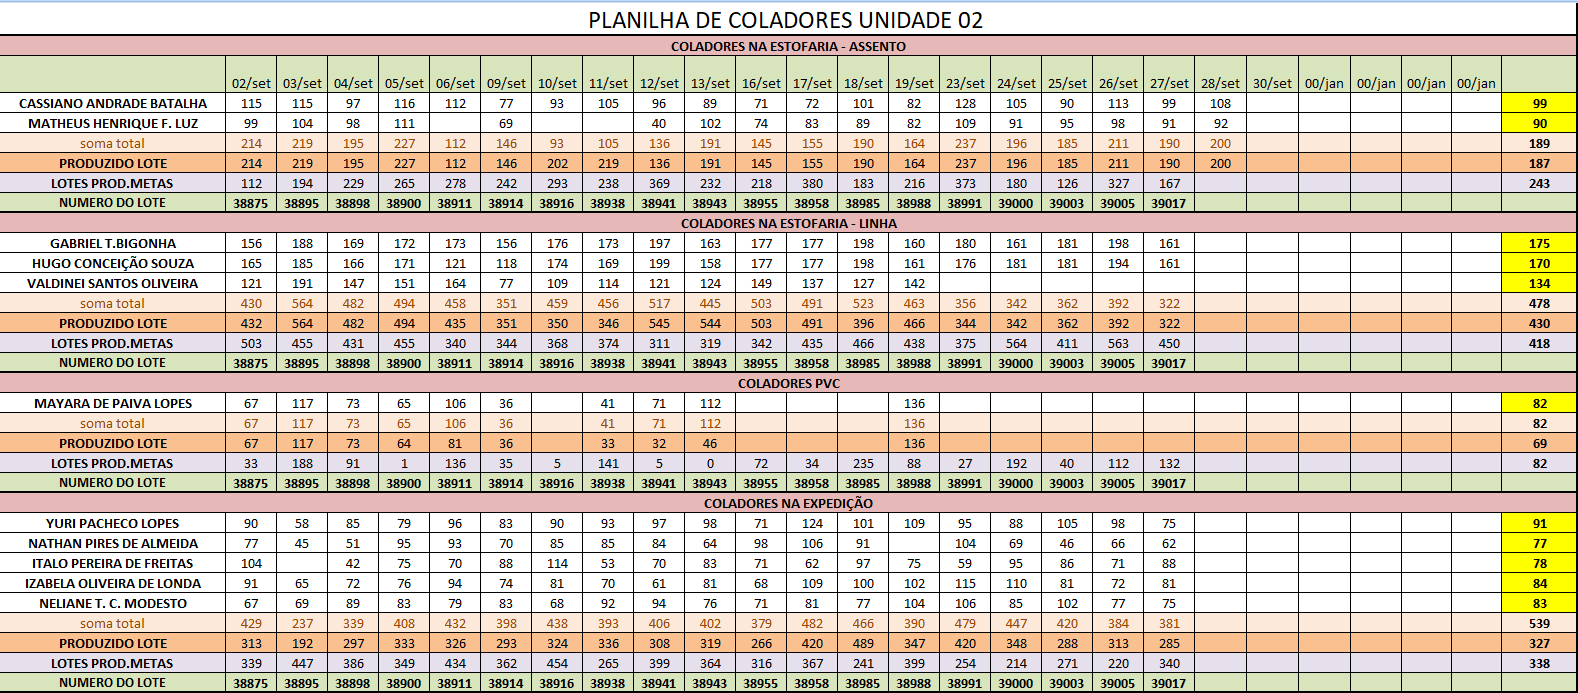 PLANILHA DE COLADORES UNIDADE 02
COLADORES NA ESTOFARIA - ASSENTO
02/set 03/set 04/set 05/set 06/set 09/set 10/set 11/set 12/set 13/set 16/set 17/set 18/set 19/set 23/set 24/set 25/set 26/set 27/set 28/set 30/set 00/jan 00/jan 00/jan 00/jan
CASSIANO ANDRADE BATALHA 115 115 97 116 112 77 93 105 96 89 71 72 101 82 128 105 90 113 99 108 99
MATHEUS HENRIQUE F. LUZ 99 104 98 111 69 40 102 74 83 89 82 109 91 95 98 91 92 90
soma total 214 219 195 227 112 146 93 105 136 191 145 155 190 164 237 196 185 211 190 200 189
PRODUZIDO LOTE 214 219 195 227 112 146 202 219 136 191 145 155 190 164 237 196 185 211 190 200 187
LOTES PROD.METAS 112 194 229 265 278 242 293 238 369 232 218 380 183 216 373 180 126 327 167 243
NUMERO DO LOTE 38875 38895 38898 38900 38911 38914 38916 38938 38941 38943 38955 38958 38985 38988 38991 39000 39003 39005 39017
COLADORES NA ESTOFARIA - LINHA
GABRIEL T.BIGONHA 156 188 169 172 173 156 176 173 197 163 177 177 198 160 180 161 181 198 161 175
HUGO CONCEIÇÃO SOUZA 165 185 166 171 121 118 174 169 199 158 177 177 198 161 176 181 181 194 161 170
VALDINEI SANTOS OLIVEIRA 121 191 147 151 164 77 109 114 121 124 149 137 127 142 134
soma total 430 564 482 494 458 351 459 456 517 445 503 491 523 463 356 342 362 392 322 478
PRODUZIDO LOTE 432 564 482 494 435 351 350 346 545 544 503 491 396 466 344 342 362 392 322 430
LOTES PROD.METAS 503 455 431 455 340 344 368 374 311 319 342 435 466 438 375 564 411 563 450 418
NUMERO DO LOTE 38875 38895 38898 38900 38911 38914 38916 38938 38941 38943 38955 38958 38985 38988 38991 39000 39003 39005 39017
COLADORES PVC
MAYARA DE PAIVA LOPES 67 117 73 65 106 36 41 71 112 136 82
soma total 67 117 73 65 106 36 41 71 112 136 82
PRODUZIDO LOTE 67 117 73 64 81 36 33 32 46 136 69
LOTES PROD.METAS 33 188 91 1 136 35 5 141 5 0 72 34 235 88 27 192 40 112 132 82
NUMERO DO LOTE 38875 38895 38898 38900 38911 38914 38916 38938 38941 38943 38955 38958 38985 38988 38991 39000 39003 39005 39017
COLADORES NA EXPEDIÇÃO
YURI PACHECO LOPES 90 58 85 79 96 83 90 93 97 98 71 124 101 109 95 88 105 98 75 91
NATHAN PIRES DE ALMEIDA 77 45 51 95 93 70 85 85 84 64 98 106 91 104 69 46 66 62 77
ITALO PEREIRA DE FREITAS 104 42 75 70 88 114 53 70 83 71 62 97 75 59 95 86 71 88 78
IZABELA OLIVEIRA DE LONDA 91 65 72 76 94 74 81 70 61 81 68 109 100 102 115 110 81 72 81 84
NELIANE T. C. MODESTO 67 69 89 83 79 83 68 92 94 76 71 81 77 104 106 85 102 77 75 83
soma total 429 237 339 408 432 398 438 393 406 402 379 482 466 390 479 447 420 384 381 539
PRODUZIDO LOTE 313 192 297 333 326 293 324 336 308 319 266 420 489 347 420 348 288 313 285 327
LOTES PROD.METAS 339 447 386 349 434 362 454 265 399 364 316 367 241 399 254 214 271 220 340 338
NUMERO DO LOTE 38875 38895 38898 38900 38911 38914 38916 38938 38941 38943 38955 38958 38985 38988 38991 39000 39003 39005 39017